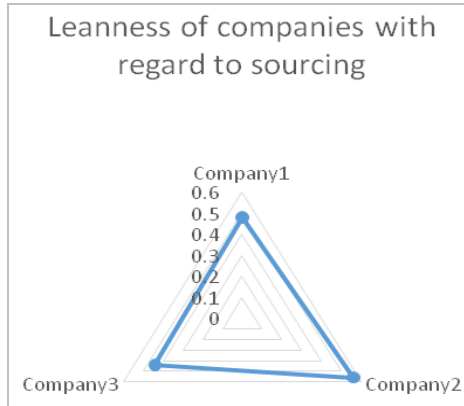 Leanness of companies with
regard to sourcing
Company1
0.6
0.5
0.4
0.3
0.2
0.1
0
Company3
Company2